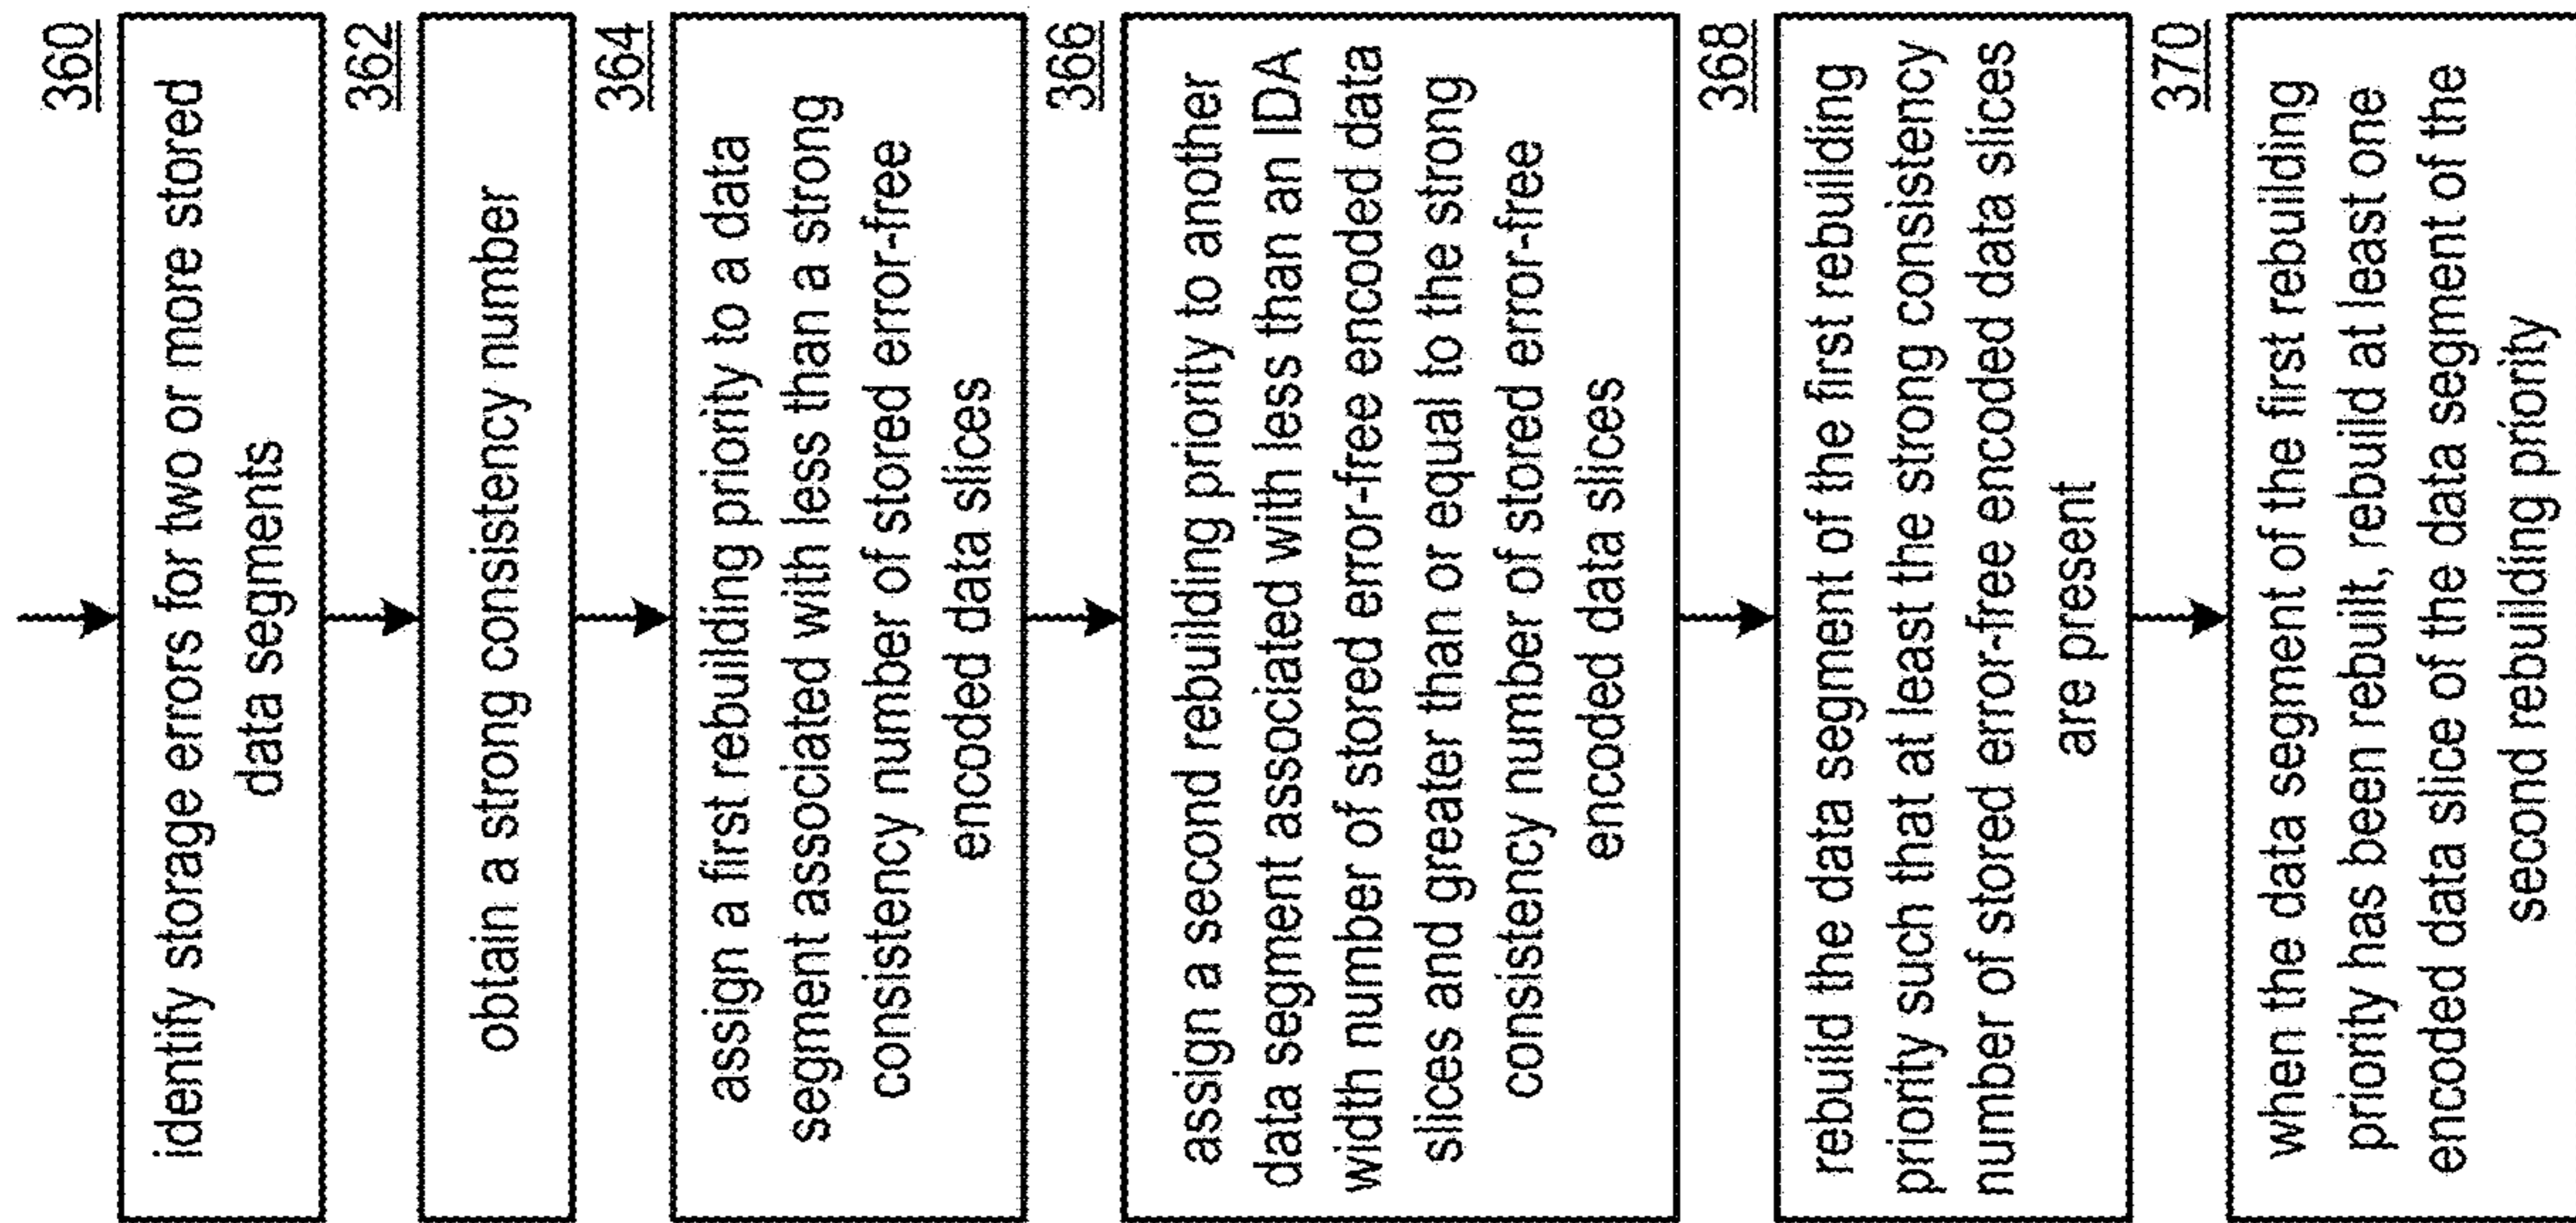 360
identify storage errors for two or more stored
data segments
362
obtain a strong consistency number
364
assign a first rebuilding priority to a data
segment associated with less than a strong
consistency number of stored error-free
encoded data slices
366
assign a second rebuilding priority to another
data segment associated with less than an IDA
width number of stored error-free encoded data
slices and greater than or equal to the strong
consistency number of stored error-free
encoded data slices
368
rebuild the data segment of the first rebuilding
priority such that at least the strong consistency
number of stored error-free encoded data slices
are present
370
when the data segment of the first rebuilding
priority has been rebuilt, rebuild at least one
encoded data slice of the data segment of the
second rebuilding priority